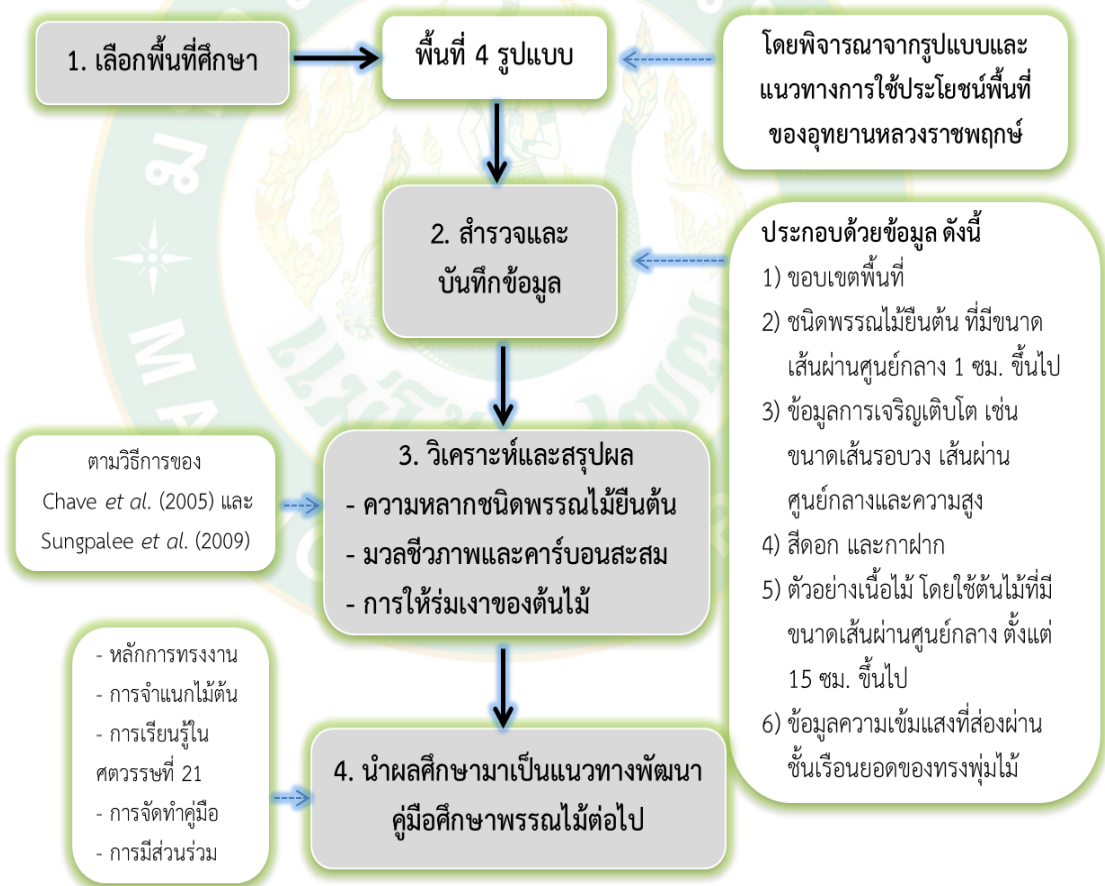 1. เลือกพื้นที่ศึกษา
พื้นที่ 4 รูปแบบ
โดยพิจารณาจากรูปแบบและ
แนวทางการใช้ประโยชน์พื้นที่
ของอุทยานหลวงราชพฤกษ์
2. สำรวจและ
บันทึกข้อมูล
ประกอบด้วยข้อมูล ดังนี้
1) ขอบเขตพื้นที่
2) ชนิดพรรณไม้ยืนต้น ที่มีขนาด
เส้นผ่านศูนย์กลาง 1 ซม. ขึ้นไป
3) ข้อมูลการเจริญเติบโต เช่น
ขนาดเส้นรอบวง เส้นผ่าน
ศูนย์กลางและความสูง
4) สีดอก และกาฝาก
5) ตัวอย่างเนื้อไม้ โดยใช้ต้นไม้ที่มี
ขนาดเส้นผ่านศูนย์กลาง ตั้งแต่
15 ซม. ขึ้นไป
6) ข้อมูลความเข้มแสงที่ส่องผ่าน
ชั้นเรือนยอดของทรงพุ่มไม้
ตามวิธีการของ
Chave et al. (2005) และ
Sungpalee et al. (2009)
3. วิเคราะห์และสรุปผล
- ความหลากชนิดพรรณไม้ยืนต้น
- มวลชีวภาพและคาร์บอนสะสม
- การให้ร่มเงาของต้นไม้
- หลักการทรงงาน
- การจำแนกไม้ต้น
- การเรียนรู้ใน
ศตวรรษที่ 21
- การจัดทำคู่มือ
- การมีส่วนร่วม
4. นำผลศึกษามาเป็นแนวทางพัฒนา
คู่มือศึกษาพรรณไม้ต่อไป